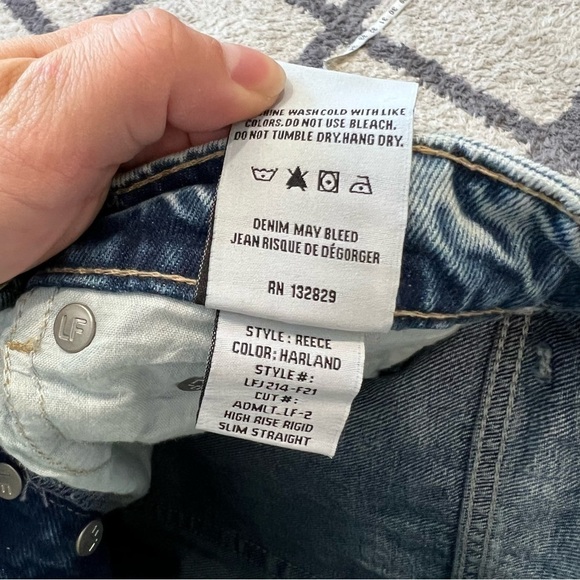 WASH COLD WITH LIKE
COLORS. DO NOT USE BLEACH.
DO NOT TUMBLE DRY. HANG DRY.
DENIM MAY BLEED
JEAN RISQUE DE DÉGORGER
RN 132829
STYLE: REECE
COLOR: HARLAND
STYLE#:
LFJ214-F21
CUT#:
ADMLT_LF-2
HIGH RISE RIGID
SLIM STRAIGHT
LF